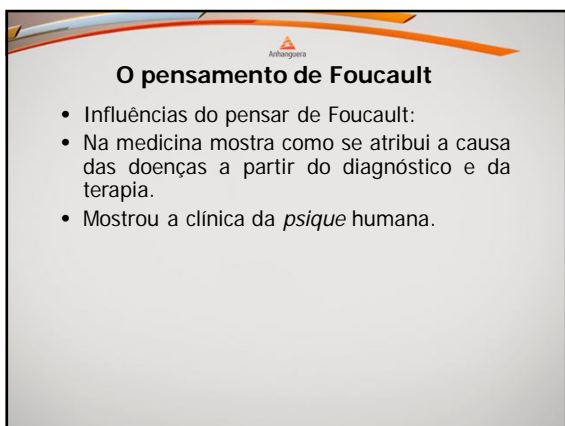 Anhanguera
O pensamento de Foucault
• Influências do pensar de Foucault:
• Na medicina mostra como se atribui a causa
das doenças a partir do diagnóstico e da
terapia.
• Mostrou a clínica da psique humana.